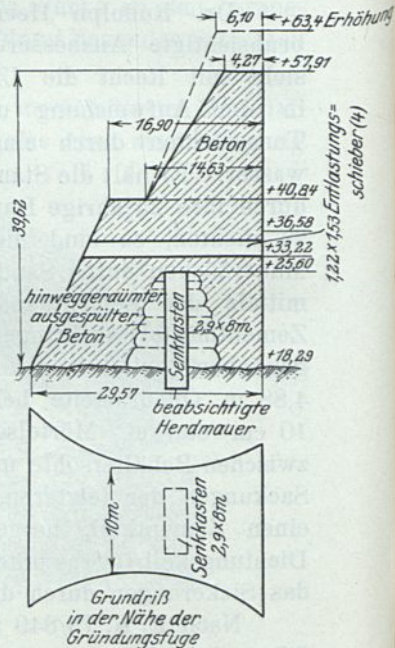 6,10
+63,4 Erhöhung
4,27
+57,91
16,90
Beton
14,63
39,62
+40,84
+36,58
+33,22
+25,60
1,22×1,53 Entlastungs=
schieber (4)
hinweggeräumter,
ausgespülter
Beton
Senkkasten
2,9×8m.
+18,29
29,57
beabsichtigte
Herdmauer
10m
Senkkasten
2,9×8m.
Grundriß
in der Nähe der
Gründungsfuge